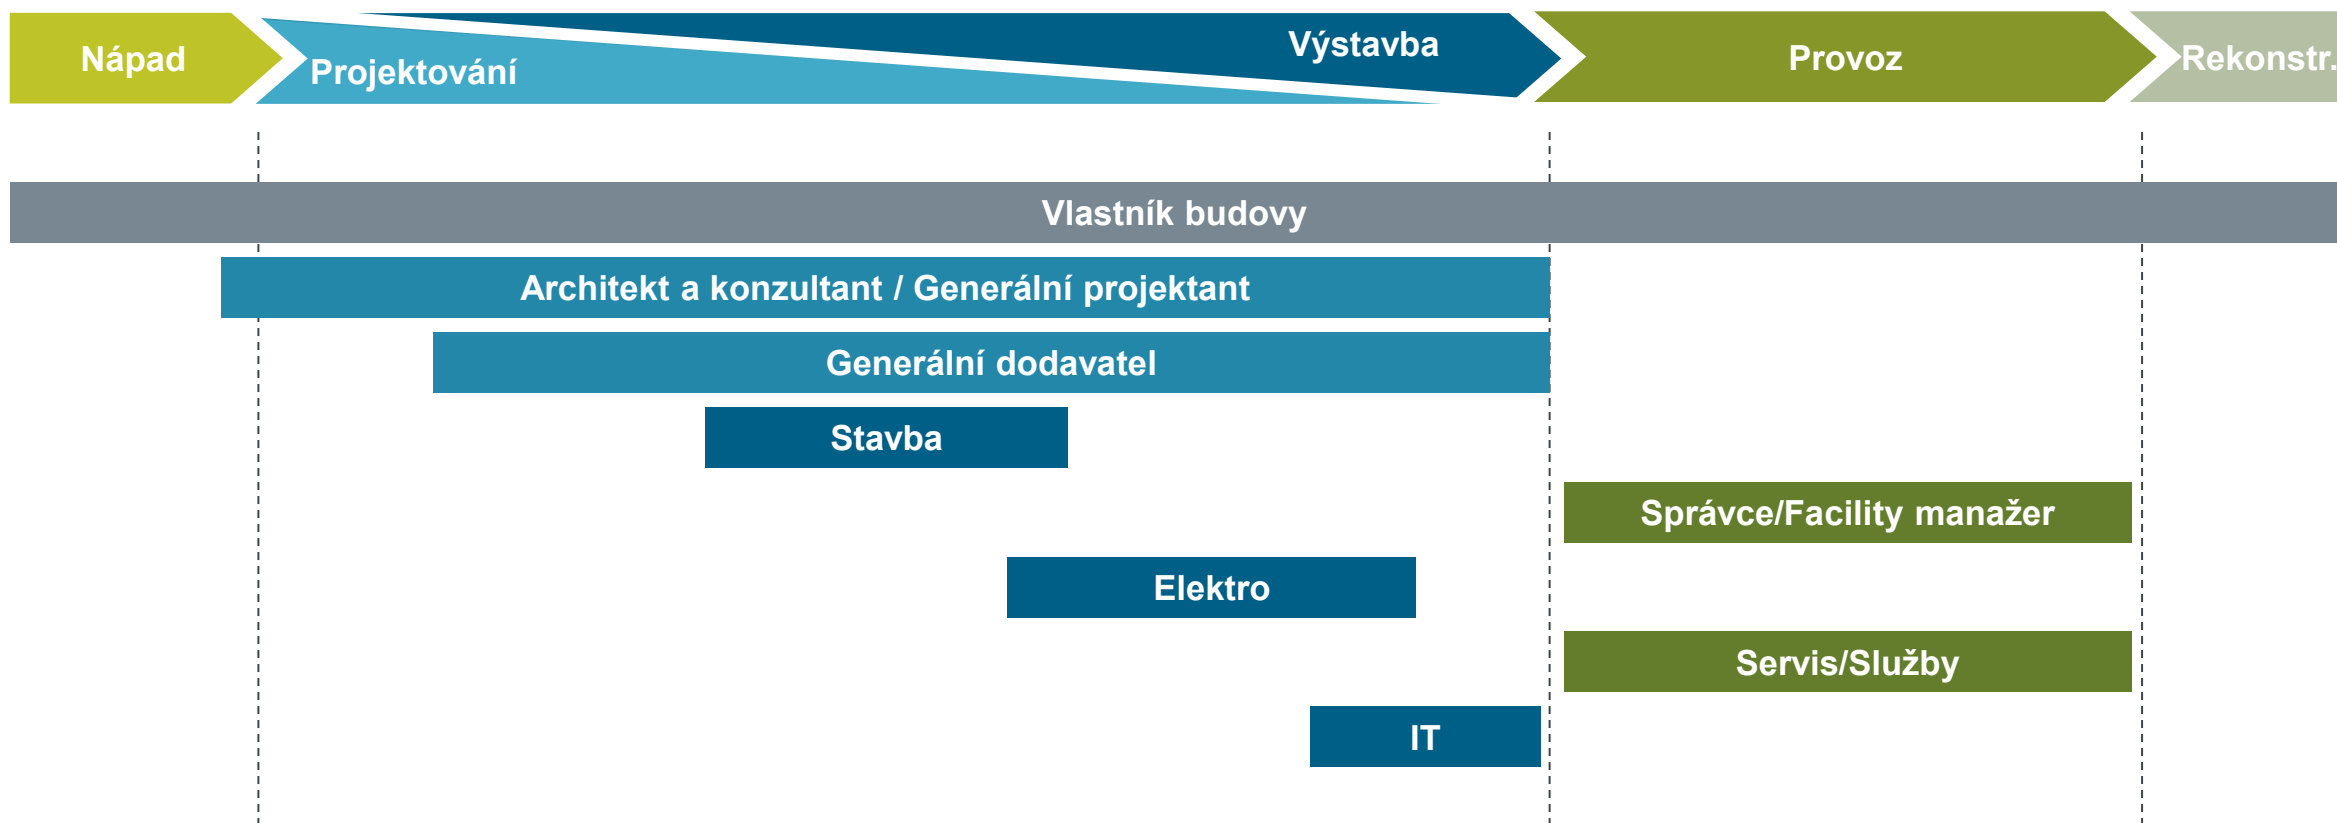 Nápad
Projektování
Výstavba
Provoz
Rekonstr.
Vlastník budovy
Architekt a konzultant / Generální projektant
Generální dodavatel
Stavba
Správce/Facility manažer
Elektro
Servis/Služby
IT